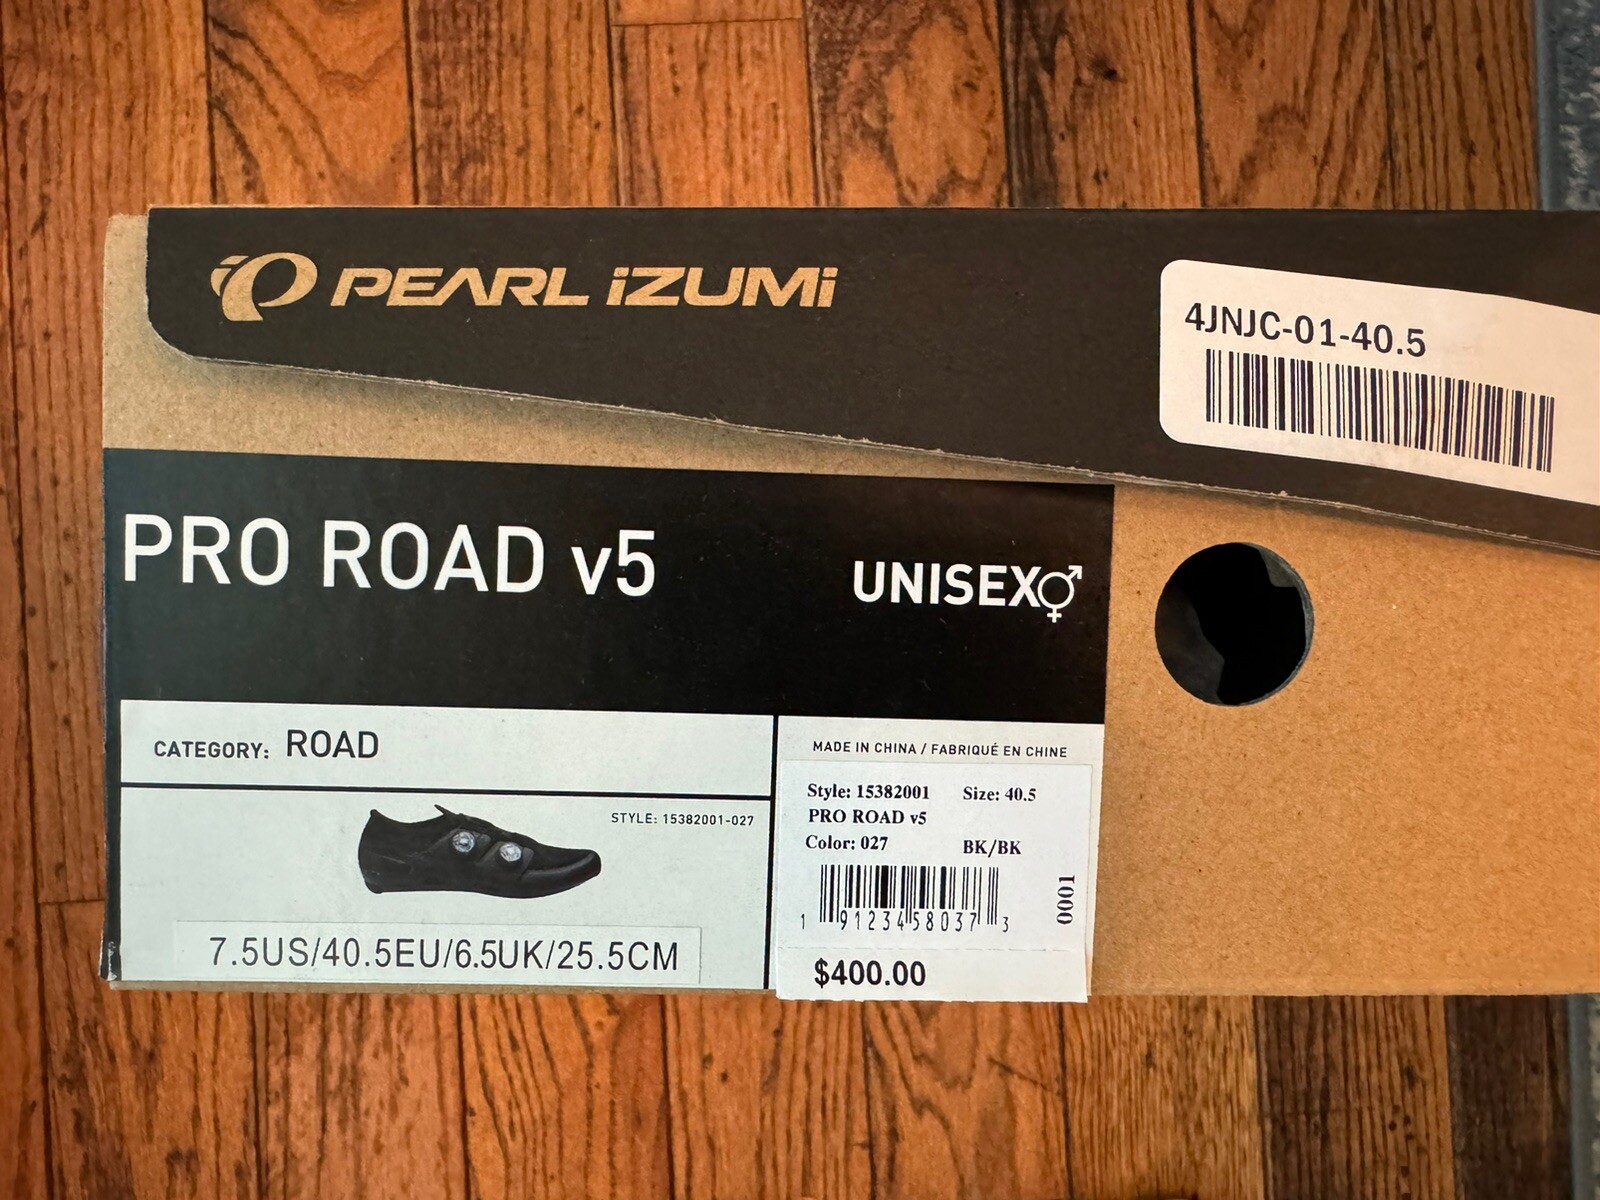 PEARL iZUMi
4JNJC-01-40.5
PRO ROAD v5
UNISEX
CATEGORY: ROAD
STYLE: 15382001-027
7.5US/40.5EU/6.5UK/25.5CM
MADE IN CHINA / FABRIQUÉ EN CHINE
Style: 15382001 Size: 40.5
PRO ROAD v5
Color: 027 BK/BK
0001
1 91234 58037 3
$400.00